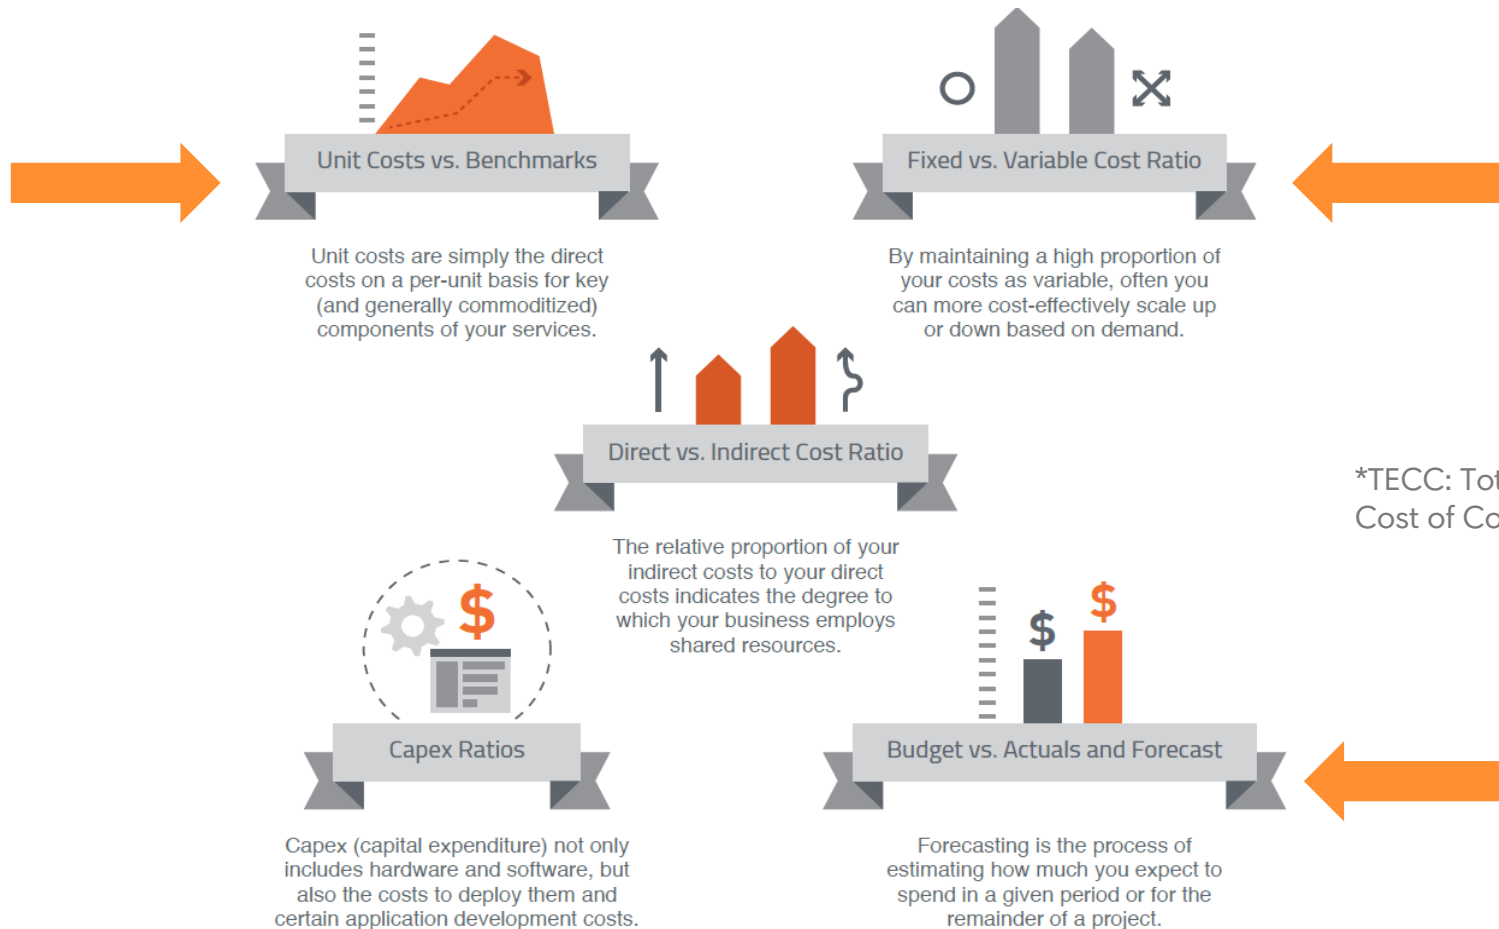 Unit Costs vs. Benchmarks
Unit costs are simply the direct
costs on a per-unit basis for key
(and generally commoditized)
components of your services.
Fixed vs. Variable Cost Ratio
By maintaining a high proportion of
your costs as variable, often you
can more cost-effectively scale up
or down based on demand.
Direct vs. Indirect Cost Ratio
The relative proportion of your
indirect costs to your direct
costs indicates the degree to
which your business employs
shared resources.
*TECC:
Cost of
$
Capex Ratios
Capex (capital expenditure) not only
includes hardware and software, but
also the costs to deploy them and
certain application development costs.
$
$
Budget vs. Actuals and Forecast
Forecasting is the process of
estimating how much you expect to
spend in a given period or for the
remainder of a project.